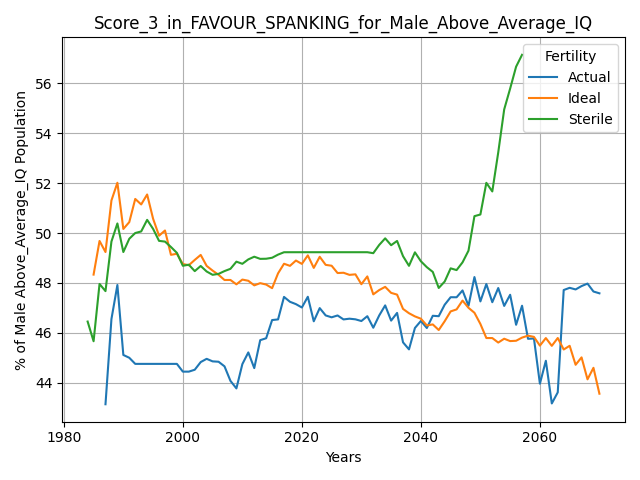 Score_3_in_FAVOUR_SPANKING_for_Male_Above_Average_IQ
% of Male Above_Average_IQ Population
56
54
52
50
48
46
44
Fertility
Actual
Ideal
Sterile
1980 2000 2020 2040 2060
Years